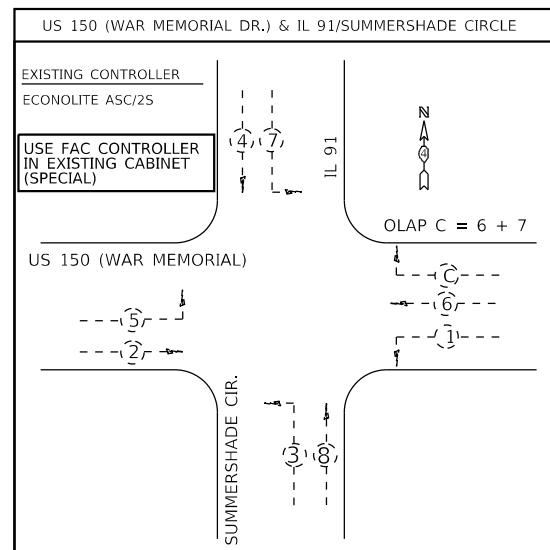 US 150 (WAR MEMORIAL DR.) & IL 91/SUMMERSHADE CIRCLE
EXISTING CONTROLLER
ECONOLITE ASC/2S
USE FAC CONTROLLER
IN EXISTING CABINET
(SPECIAL)
4
7
IL 91
N
4
OLAP C = 6 + 7
US 150 (WAR MEMORIAL)
C
6
1
5
2
SUMMERSHADE CIR.
3
8